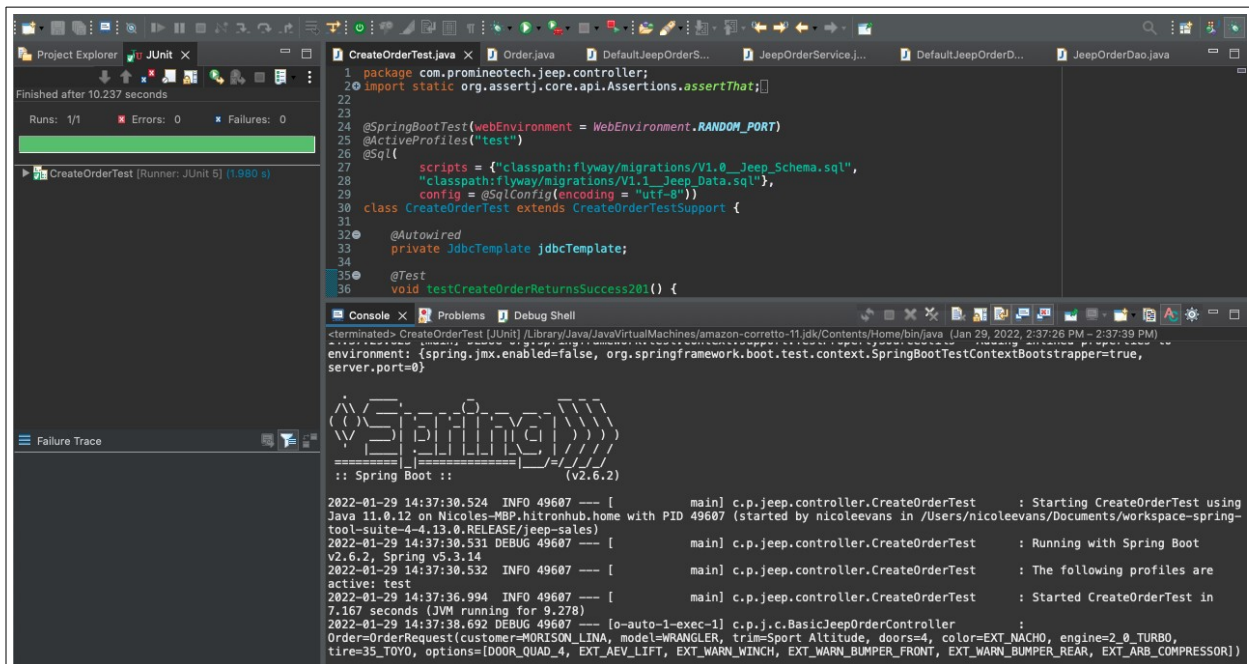 Project Explorer JUnit
Finished after 10.237 seconds
Runs: 1/1 Errors: 0 Failures: 0
CreateOrderTest [Runner: JUnit 5] (1.980 s)
Failure Trace
CreateOrderTest.java Order.java DefaultJeepOrderS... JeepOrderService.j... DefaultJeepOrderD... JeepOrderDao.java
1 package com.promineotech.jeep.controller;
2 import static org.assertj.core.api.Assertions.assertThat;
22
23
24 @SpringBootTest(webEnvironment = WebEnvironment.RANDOM_PORT)
25 @ActiveProfiles("test")
26 @Sql(
27 scripts = {"classpath:flyway/migrations/V1.0__Jeep_Schema.sql",
28 "classpath:flyway/migrations/V1.1__Jeep_Data.sql"},
29 config = @SqlConfig(encoding = "utf-8"))
30 class CreateOrderTest extends CreateOrderTestSupport {
31
32 @Autowired
33 private JdbcTemplate jdbcTemplate;
34
35 @Test
36 void testCreateOrderReturnsSuccess201() {
Console Problems Debug Shell
<terminated> CreateOrderTest [JUnit] /Library/Java/JavaVirtualMachines/amazon-corretto-11.jdk/Contents/Home/bin/java (Jan 29, 2022, 2:37:26 PM – 2:37:39 PM)
environment: {spring.jmx.enabled=false, org.springframework.boot.test.context.SpringBootTestContextBootstrapper=true,
server.port=0}
Spring
:: Spring Boot :: (v2.6.2)
2022-01-29 14:37:30.524 INFO 49607 --- [ main] c.p.jeep.controller.CreateOrderTest : Starting CreateOrderTest using
Java 11.0.12 on Nicoles-MBP.hitronhub.home with PID 49607 (started by nicoleevans in /Users/nicoleevans/Documents/workspace-spring-
tool-suite-4-4.13.0.RELEASE/jeep-sales)
2022-01-29 14:37:30.531 DEBUG 49607 --- [ main] c.p.jeep.controller.CreateOrderTest : Running with Spring Boot
v2.6.2, Spring v5.3.14
2022-01-29 14:37:30.532 INFO 49607 --- [ main] c.p.jeep.controller.CreateOrderTest : The following profiles are
active: test
2022-01-29 14:37:36.994 INFO 49607 --- [ main] c.p.jeep.controller.CreateOrderTest : Started CreateOrderTest in
7.167 seconds (JVM running for 9.278)
2022-01-29 14:37:38.692 DEBUG 49607 --- [o-auto-1-exec-1] c.p.j.c.BasicJeepOrderController :
Order=OrderRequest(customer=MORISON_LINA, model=WRANGLER, trim=Sport Altitude, doors=4, color=EXT_NACHO, engine=2_0_TURBO,
tire=35_TOYO, options=[DOOR_QUAD_4, EXT_AEV_LIFT, EXT_WARN_WINCH, EXT_WARN_BUMPER_FRONT, EXT_WARN_BUMPER_REAR, EXT_ARB_COMPRESSOR])